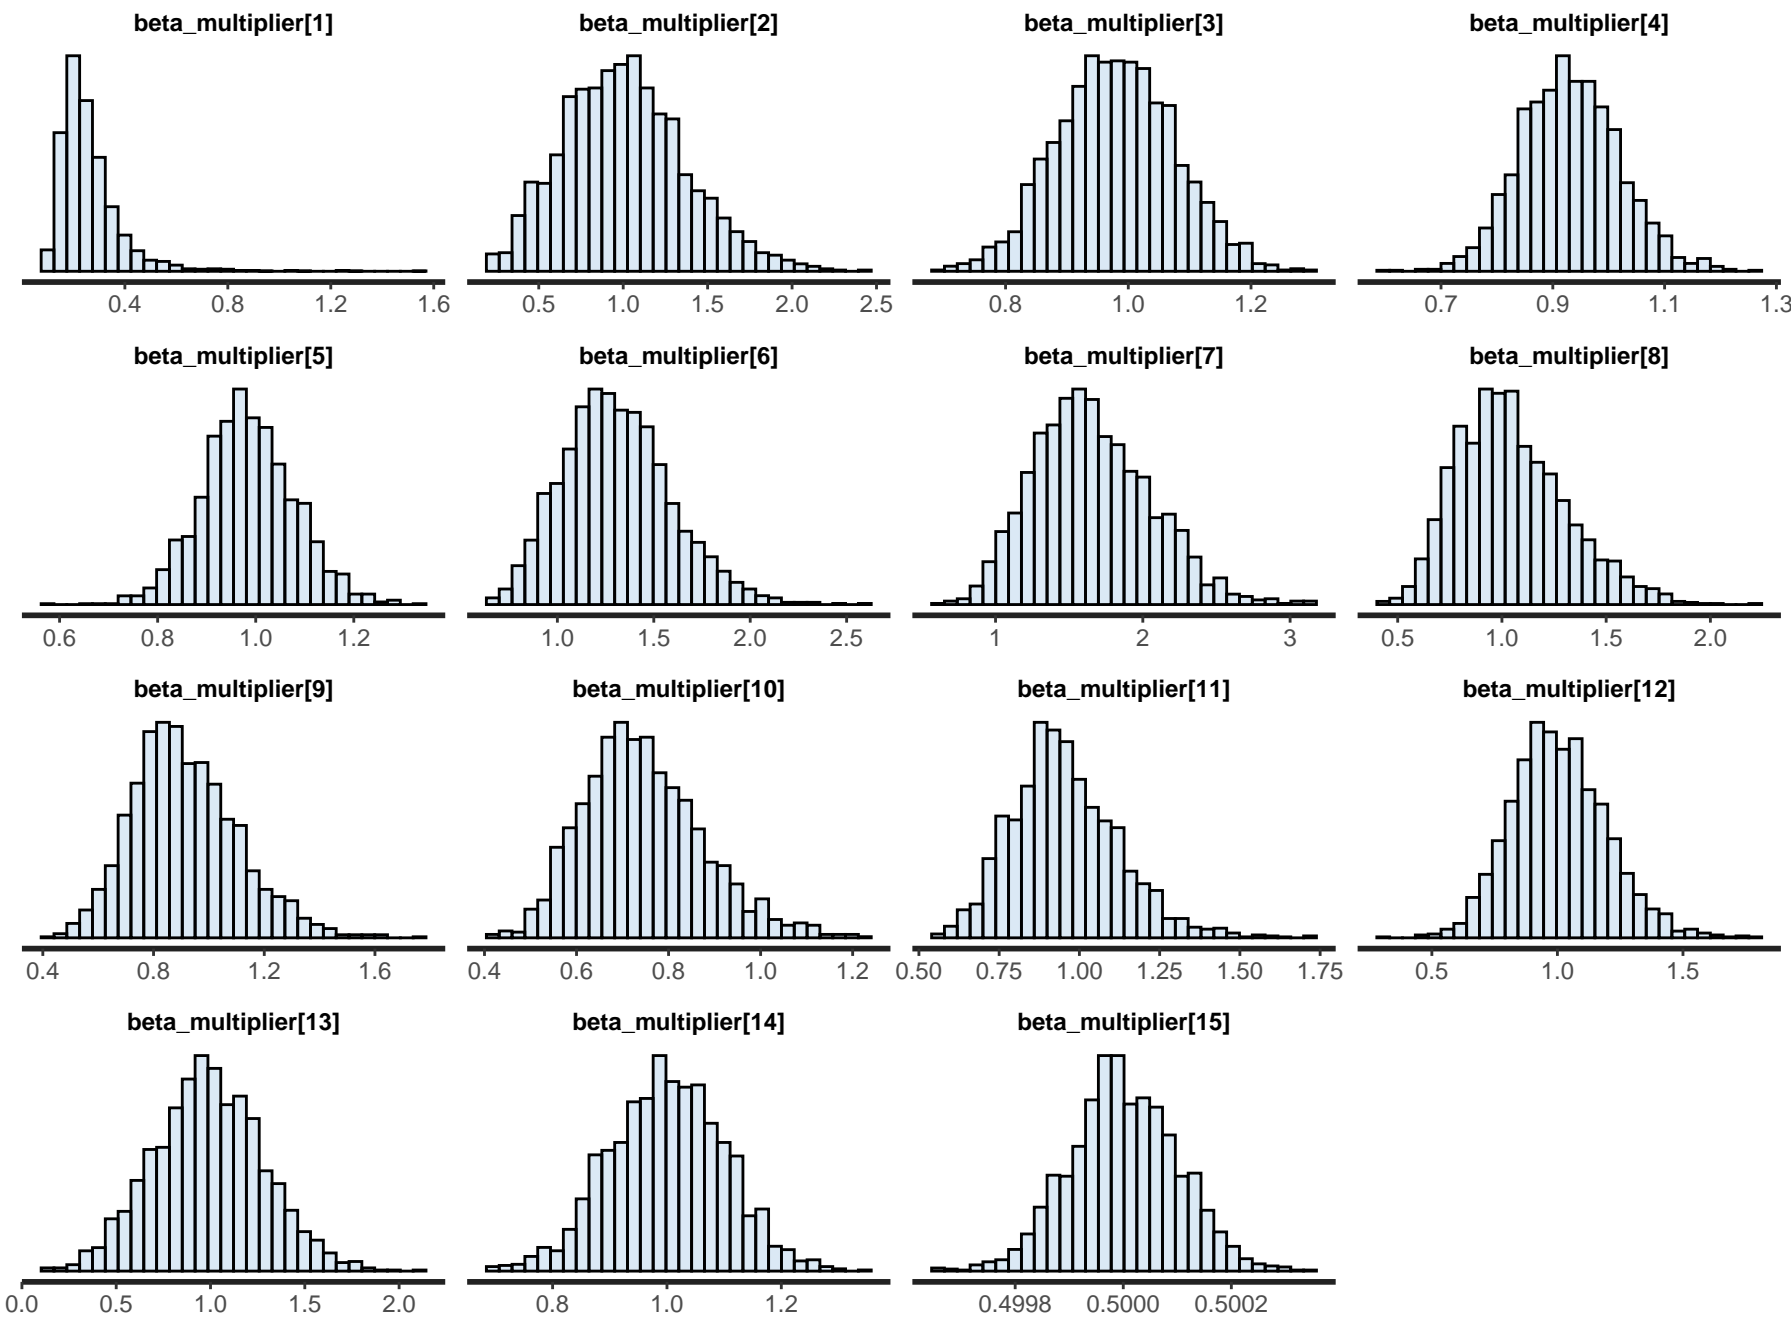 beta_multiplier[1] beta_multiplier[2] beta_multiplier[3] beta_multiplier[4]
0.4 0.8 1.2 1.6 0.5 1.0 1.5 2.0 2.5 0.8 1.0 1.2 0.7 0.9 1.1 1.3
beta_multiplier[5] beta_multiplier[6] beta_multiplier[7] beta_multiplier[8]
0.6 0.8 1.0 1.2 1.0 1.5 2.0 2.5 1 2 3 0.5 1.0 1.5 2.0
beta_multiplier[9] beta_multiplier[10] beta_multiplier[11] beta_multiplier[12]
0.4 0.8 1.2 1.6 0.4 0.6 0.8 1.0 1.2 0.50 0.75 1.00 1.25 1.50 1.75 0.5 1.0 1.5
beta_multiplier[13] beta_multiplier[14] beta_multiplier[15]
0.0 0.5 1.0 1.5 2.0 0.8 1.0 1.2 0.4998 0.5000 0.5002